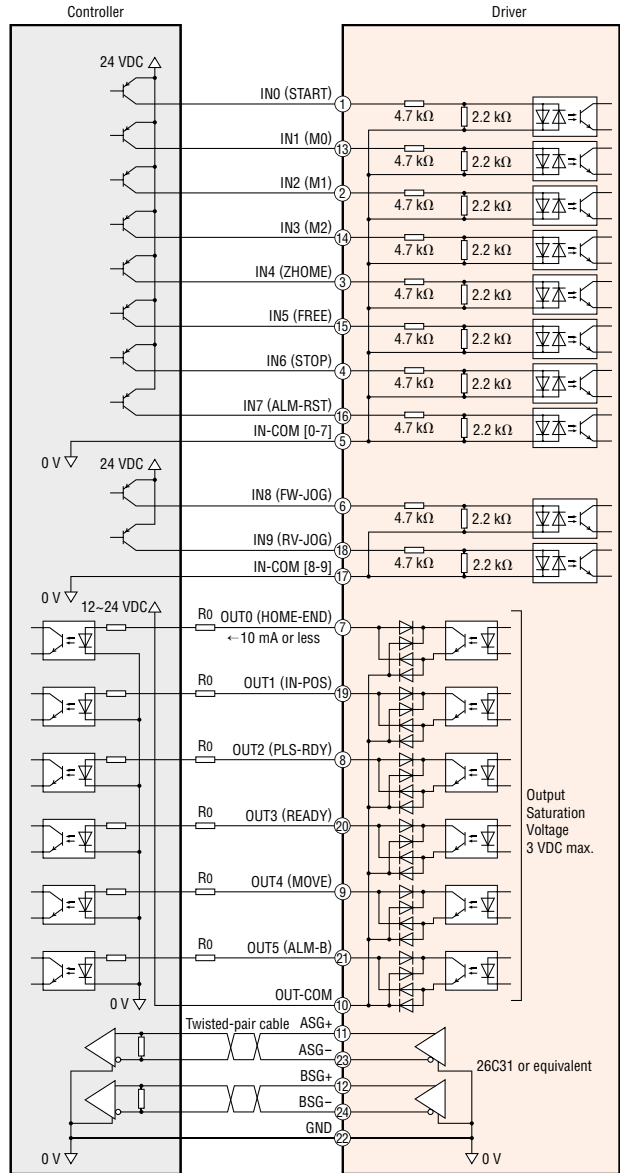 Controller
Driver
24 VDC
IN0 (START)
1
4.7 kΩ
2.2 kΩ
IN1 (M0)
13
4.7 kΩ
2.2 kΩ
IN2 (M1)
2
4.7 kΩ
2.2 kΩ
IN3 (M2)
14
4.7 kΩ
2.2 kΩ
IN4 (ZHOME)
3
4.7 kΩ
2.2 kΩ
IN5 (FREE)
15
4.7 kΩ
2.2 kΩ
IN6 (STOP)
4
4.7 kΩ
2.2 kΩ
IN7 (ALM-RST)
16
4.7 kΩ
2.2 kΩ
IN-COM [0-7]
5
0 V
24 VDC
IN8 (FW-JOG)
6
4.7 kΩ
2.2 kΩ
IN9 (RV-JOG)
18
4.7 kΩ
2.2 kΩ
IN-COM [8-9]
17
0 V
12~24 VDC
R0
OUT0 (HOME-END)
7
←10 mA or less
R0
OUT1 (IN-POS)
19
R0
OUT2 (PLS-RDY)
8
Output
Saturation
Voltage
3 VDC max.
R0
OUT3 (READY)
20
R0
OUT4 (MOVE)
9
R0
OUT5 (ALM-B)
21
0 V
OUT-COM
10
Twisted-pair cable
ASG+
11
ASG−
23
26C31 or equivalent
BSG+
12
BSG−
24
GND
22
0 V
0 V